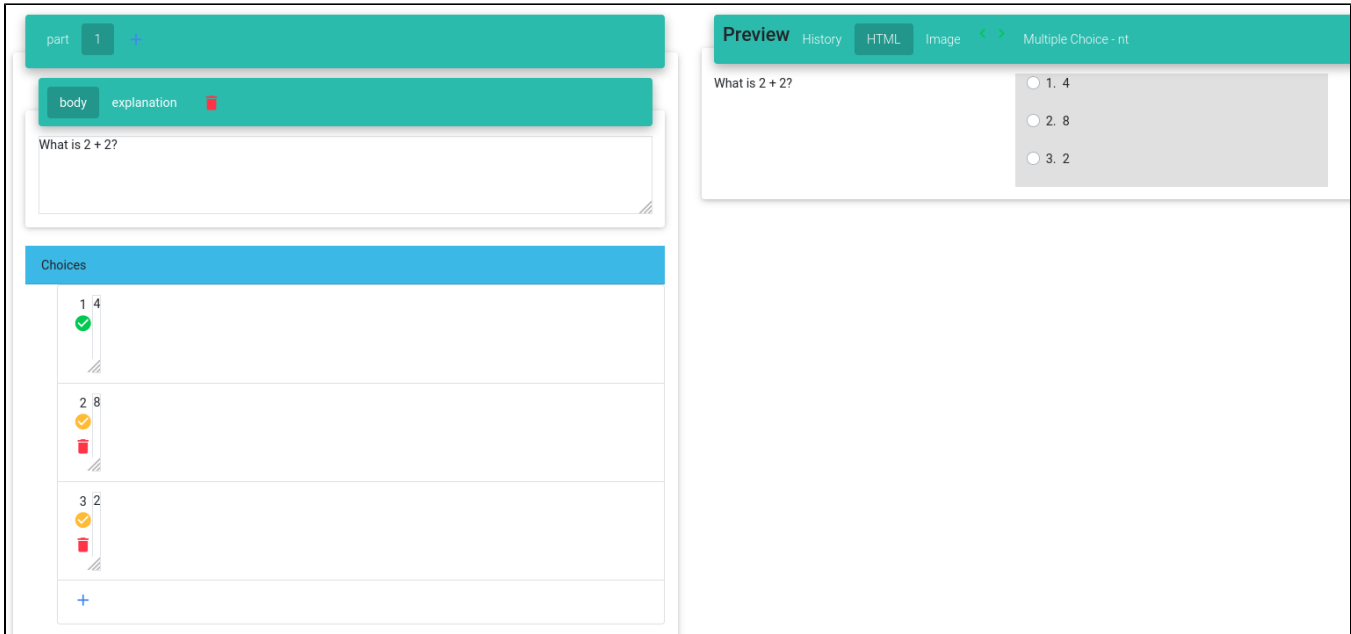 part 1 +
body explanation
What is 2 + 2?
Choices
1 4
2 8
3 2
+
Preview History HTML Image < > Multiple Choice - nt
What is 2 + 2?
1. 4
2. 8
3. 2